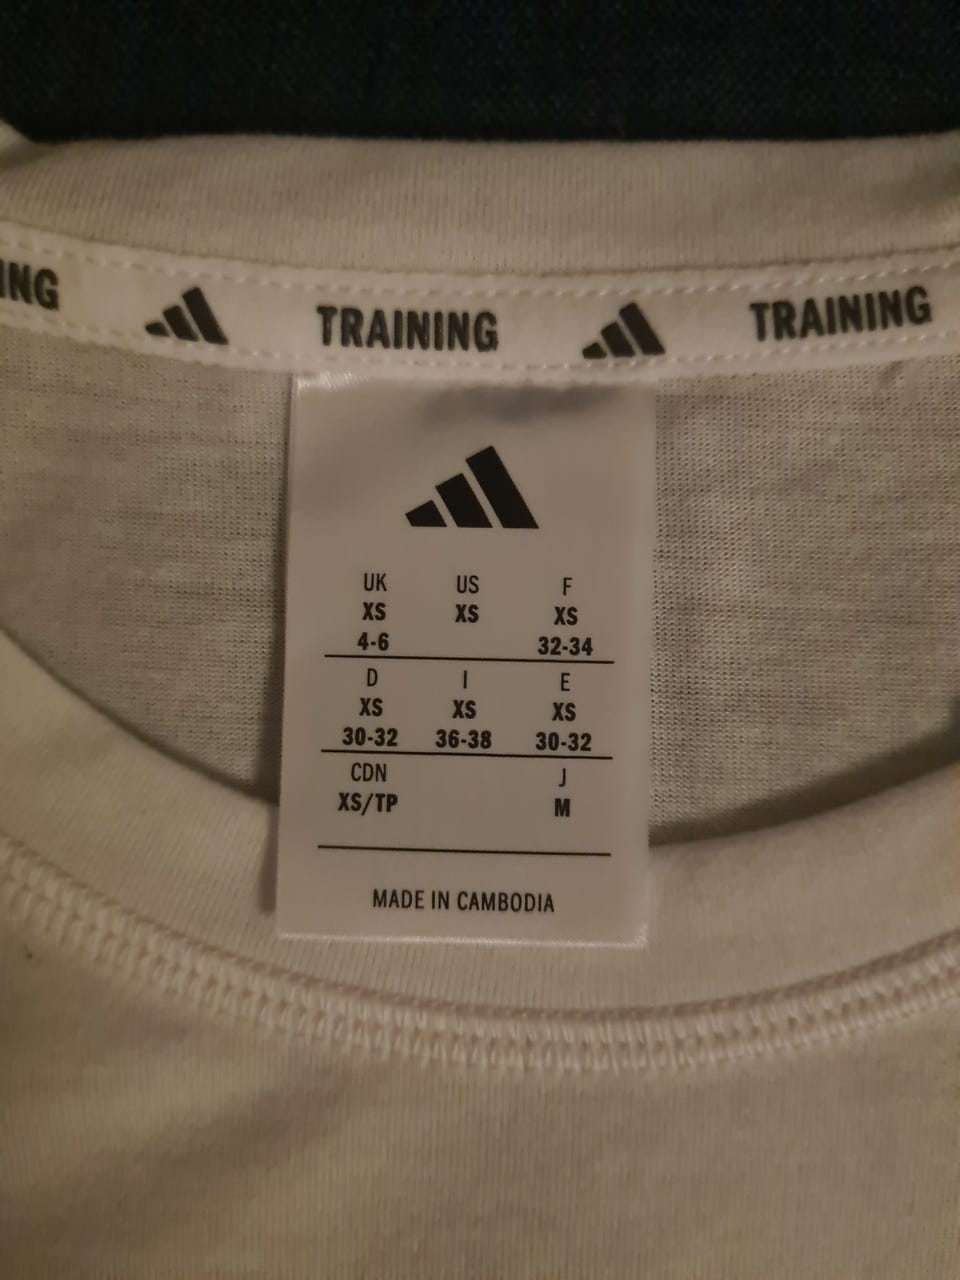 ING TRAINING TRAINING
UK US F
XS XS XS
4-6 32-34
D I E
XS XS XS
30-32 36-38 30-32
CDN J
XS/TP M
MADE IN CAMBODIA